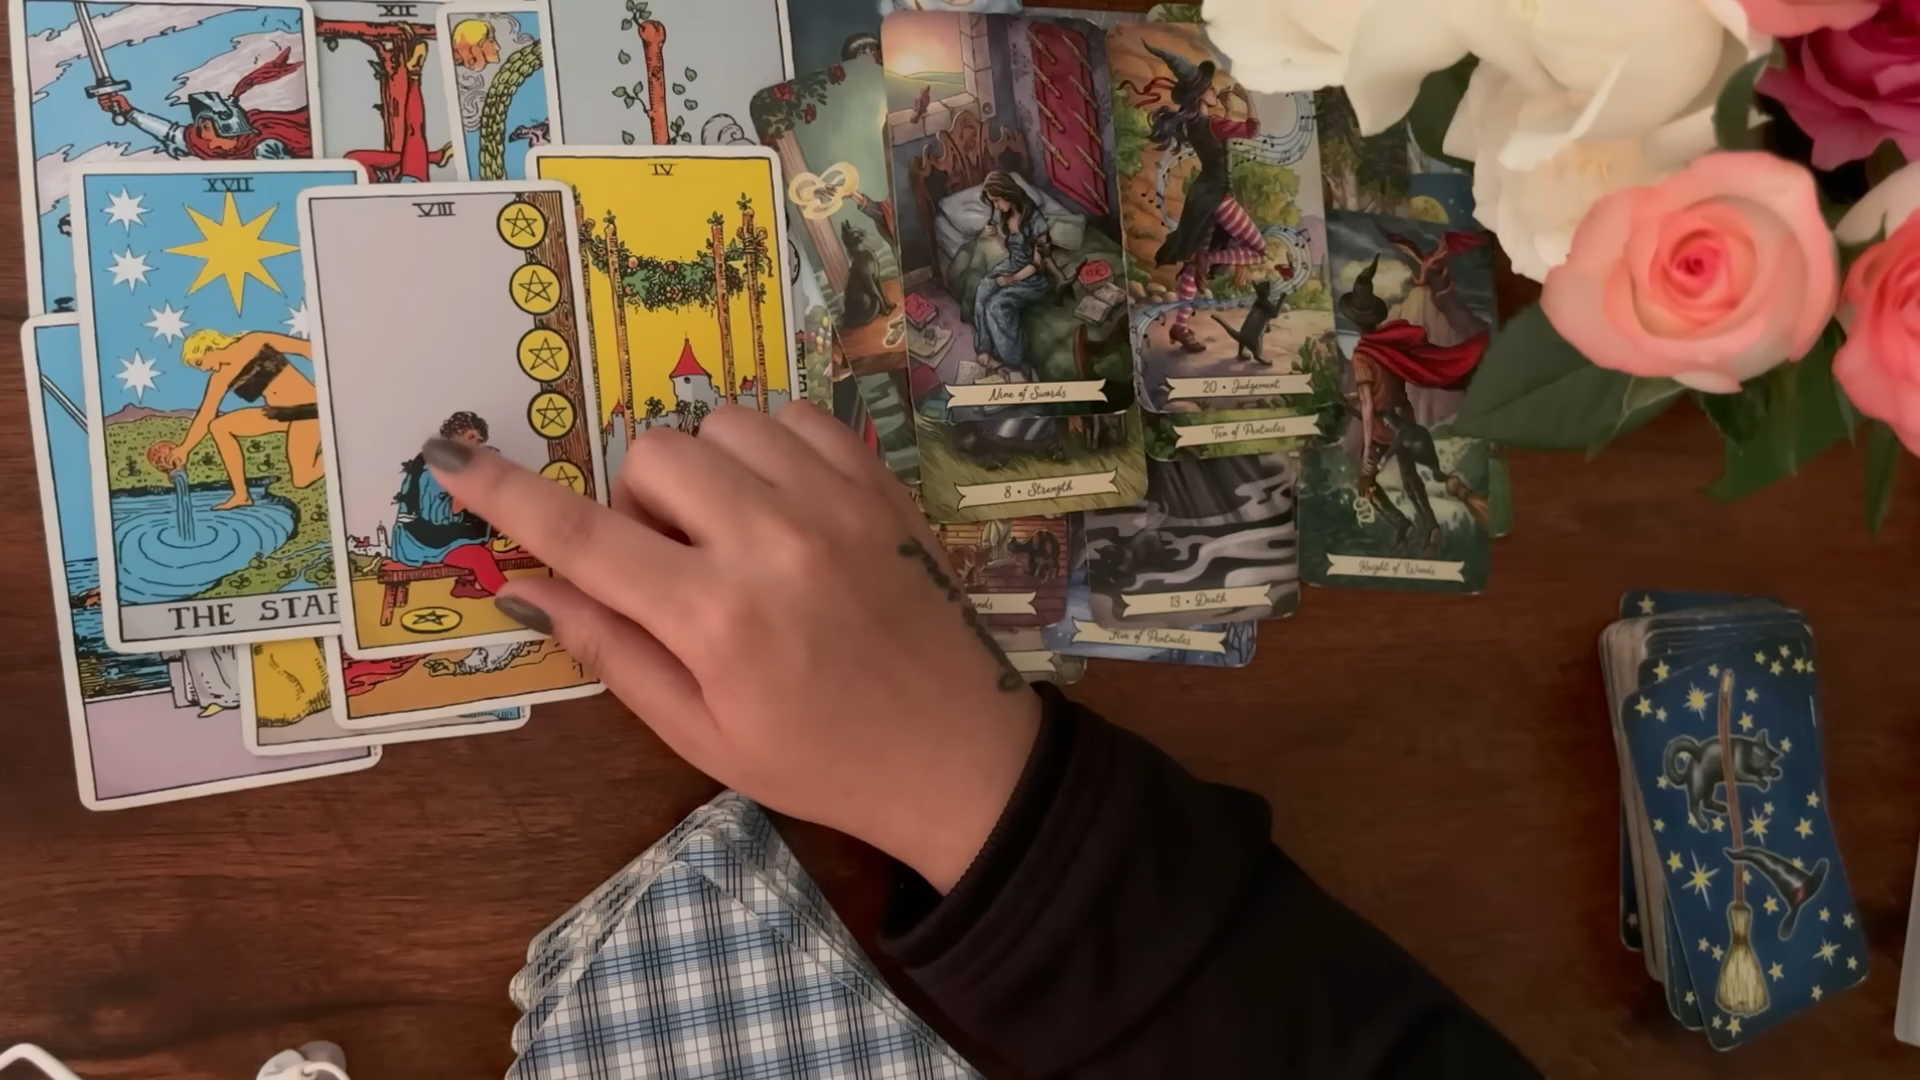 XII
XVII
VIII
IV
THE STAR
Nine of Swords
8 • Strength
20 • Judgement
Ten of Pentacles
13 • Death
Five of Pentacles
Knight of Wands